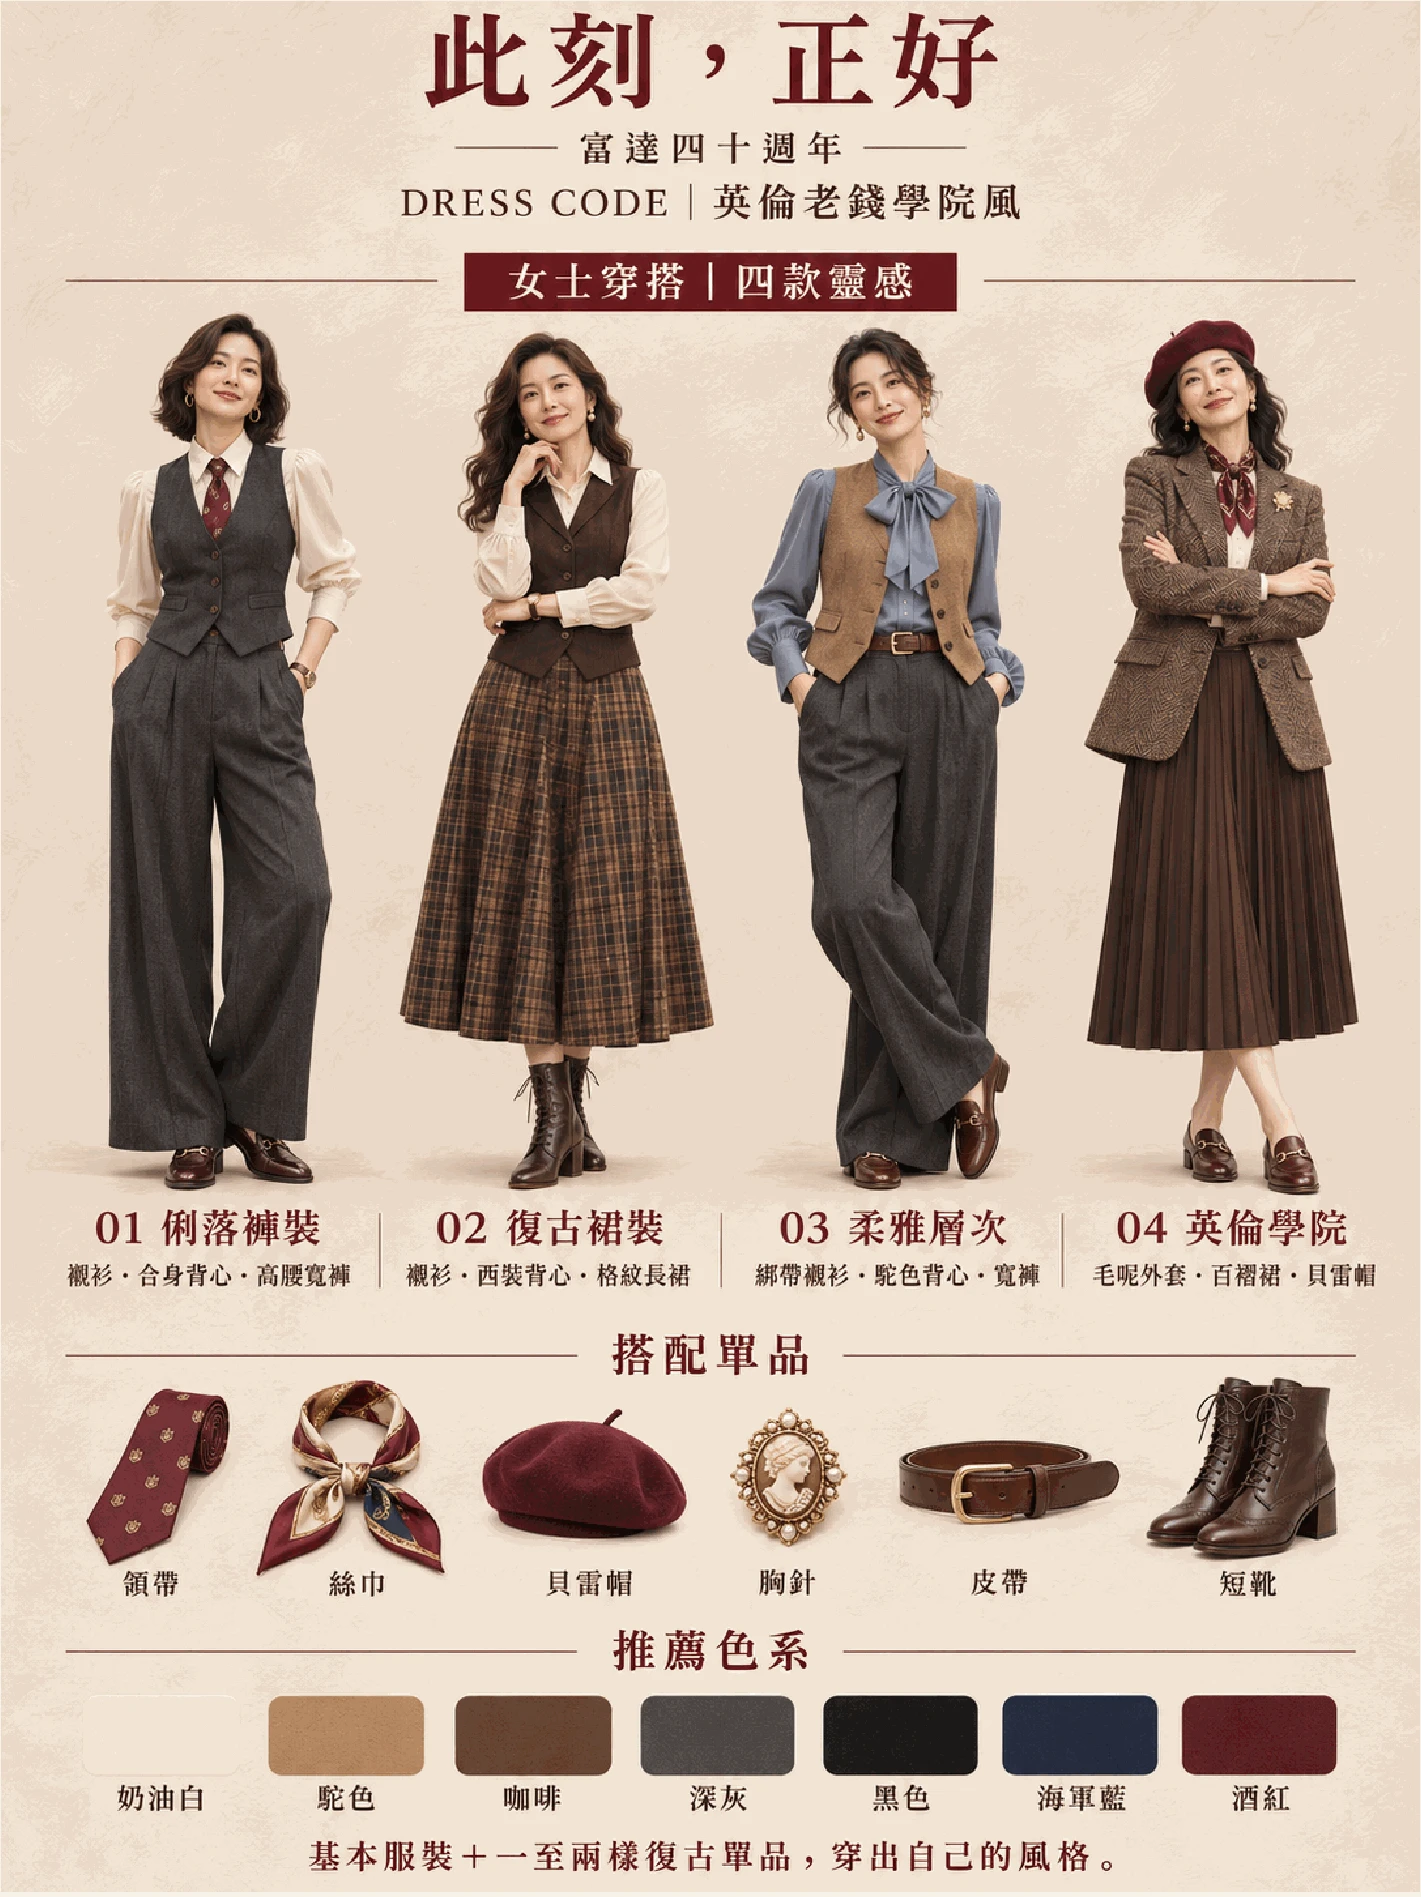 此刻，正好
富達四十週年
DRESS CODE｜英倫老錢學院風
女士穿搭｜四款靈感
01 俐落褲裝
襯衫・合身背心・高腰寬褲
02 復古裙裝
襯衫・西裝背心・格紋長裙
03 柔雅層次
綁帶襯衫・駝色背心・寬褲
04 英倫學院
毛呢外套・百褶裙・貝雷帽
搭配單品
領帶
絲巾
貝雷帽
胸針
皮帶
短靴
推薦色系
奶油白
駝色
咖啡
深灰
黑色
海軍藍
酒紅
基本服裝＋一至兩樣復古單品，穿出自己的風格。